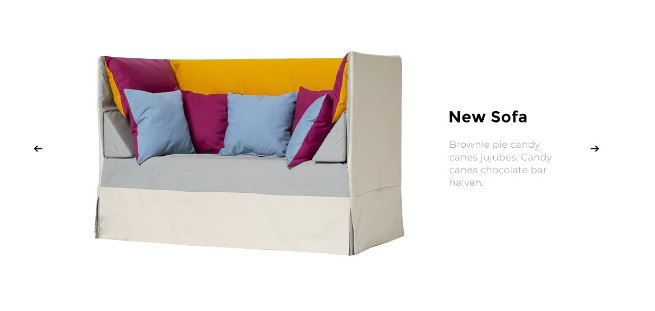 New Sofa
Brownie pie candy
canes jujubes. Candy
canes chocolate bar
halvah.